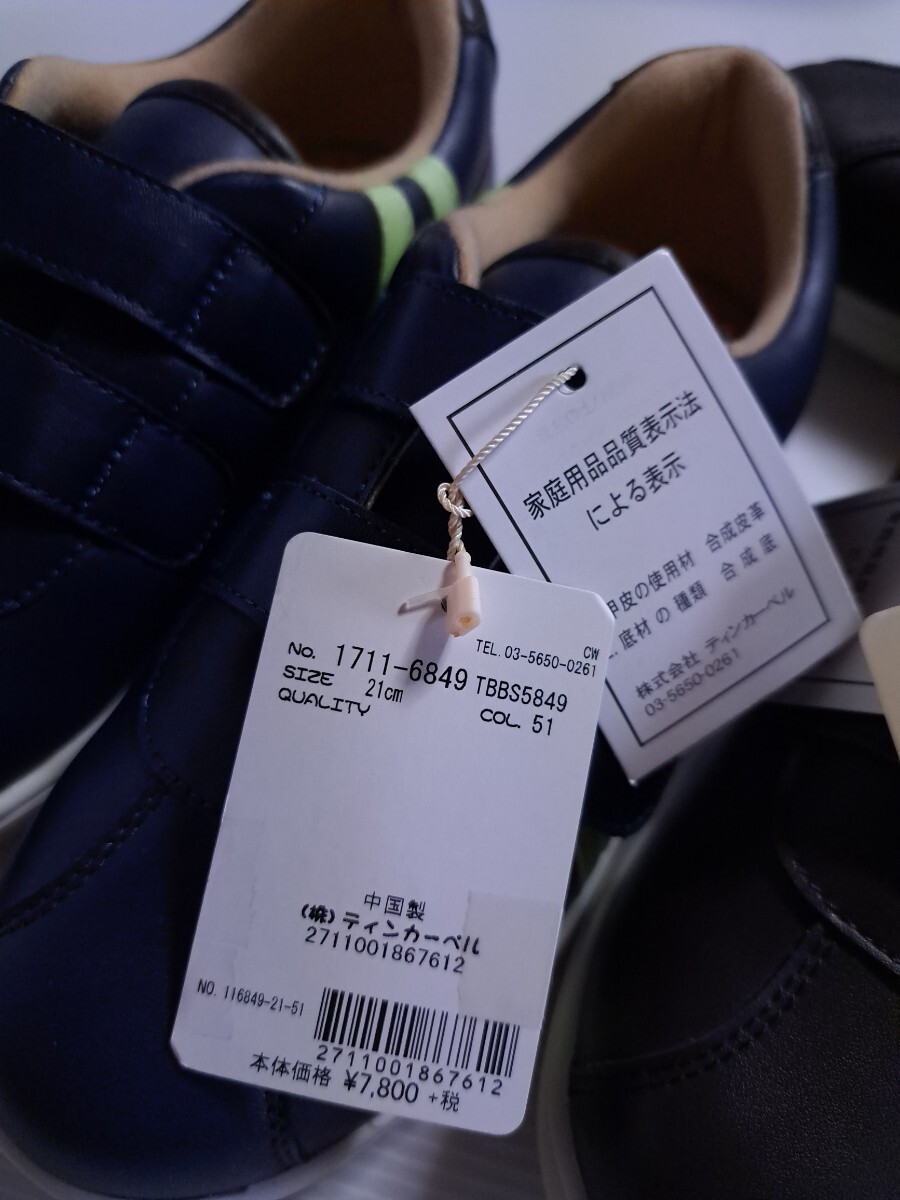 家庭用品品質表示法
による表示
甲皮の使用材 合成皮革
底材の種類 合成底
株式会社 ティンカーベル
03-5650-0261
CW
TEL. 03-5650-0261
No. 1711-6849 TBBS5849
SIZE 21cm
COL. 51
QUALITY
中国製
(株)ティンカーベル
2711001867612
NO. 116849-21-51
2711001867612
本体価格 ¥7,800 +税